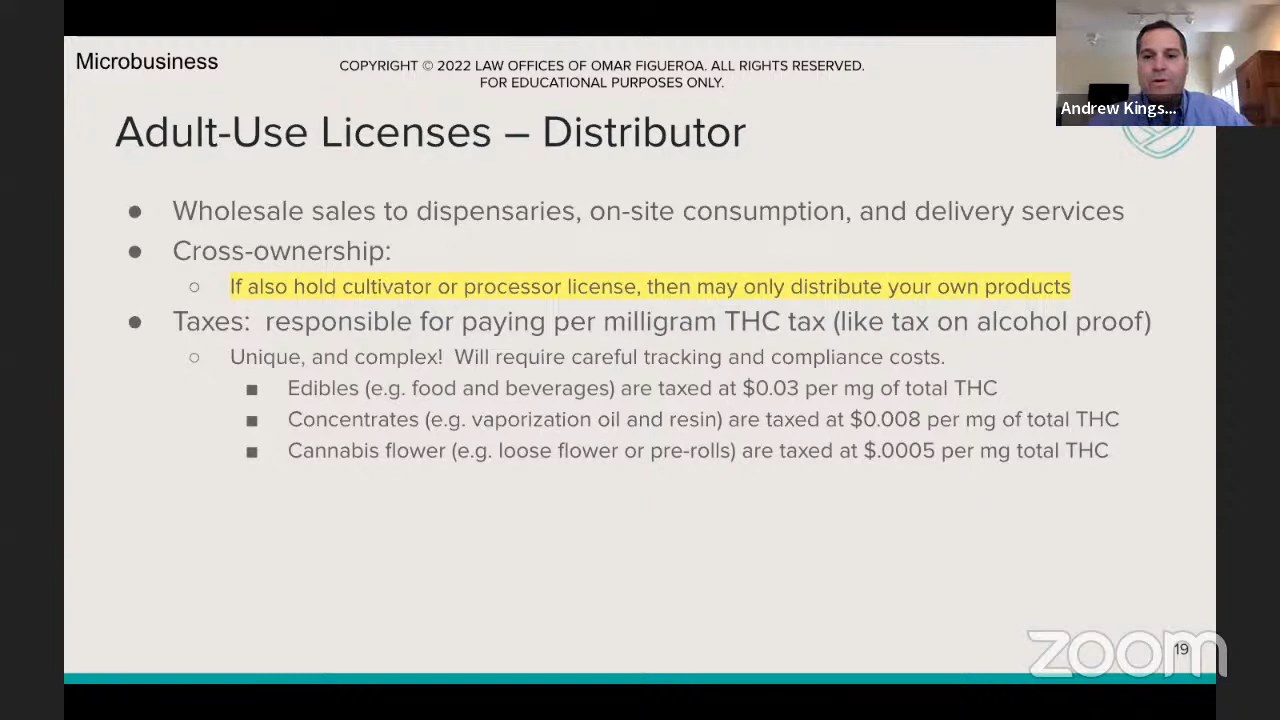 Microbusiness
COPYRIGHT © 2022 LAW OFFICES OF OMAR FIGUEROA. ALL RIGHTS RESERVED.
FOR EDUCATIONAL PURPOSES ONLY.
Andrew Kings...
Adult-Use Licenses – Distributor
● Wholesale sales to dispensaries, on-site consumption, and delivery services
● Cross-ownership:
○ If also hold cultivator or processor license, then may only distribute your own products
● Taxes: responsible for paying per milligram THC tax (like tax on alcohol proof)
○ Unique, and complex! Will require careful tracking and compliance costs.
■ Edibles (e.g. food and beverages) are taxed at $0.03 per mg of total THC
■ Concentrates (e.g. vaporization oil and resin) are taxed at $0.008 per mg of total THC
■ Cannabis flower (e.g. loose flower or pre-rolls) are taxed at $.0005 per mg total THC
zoom
19